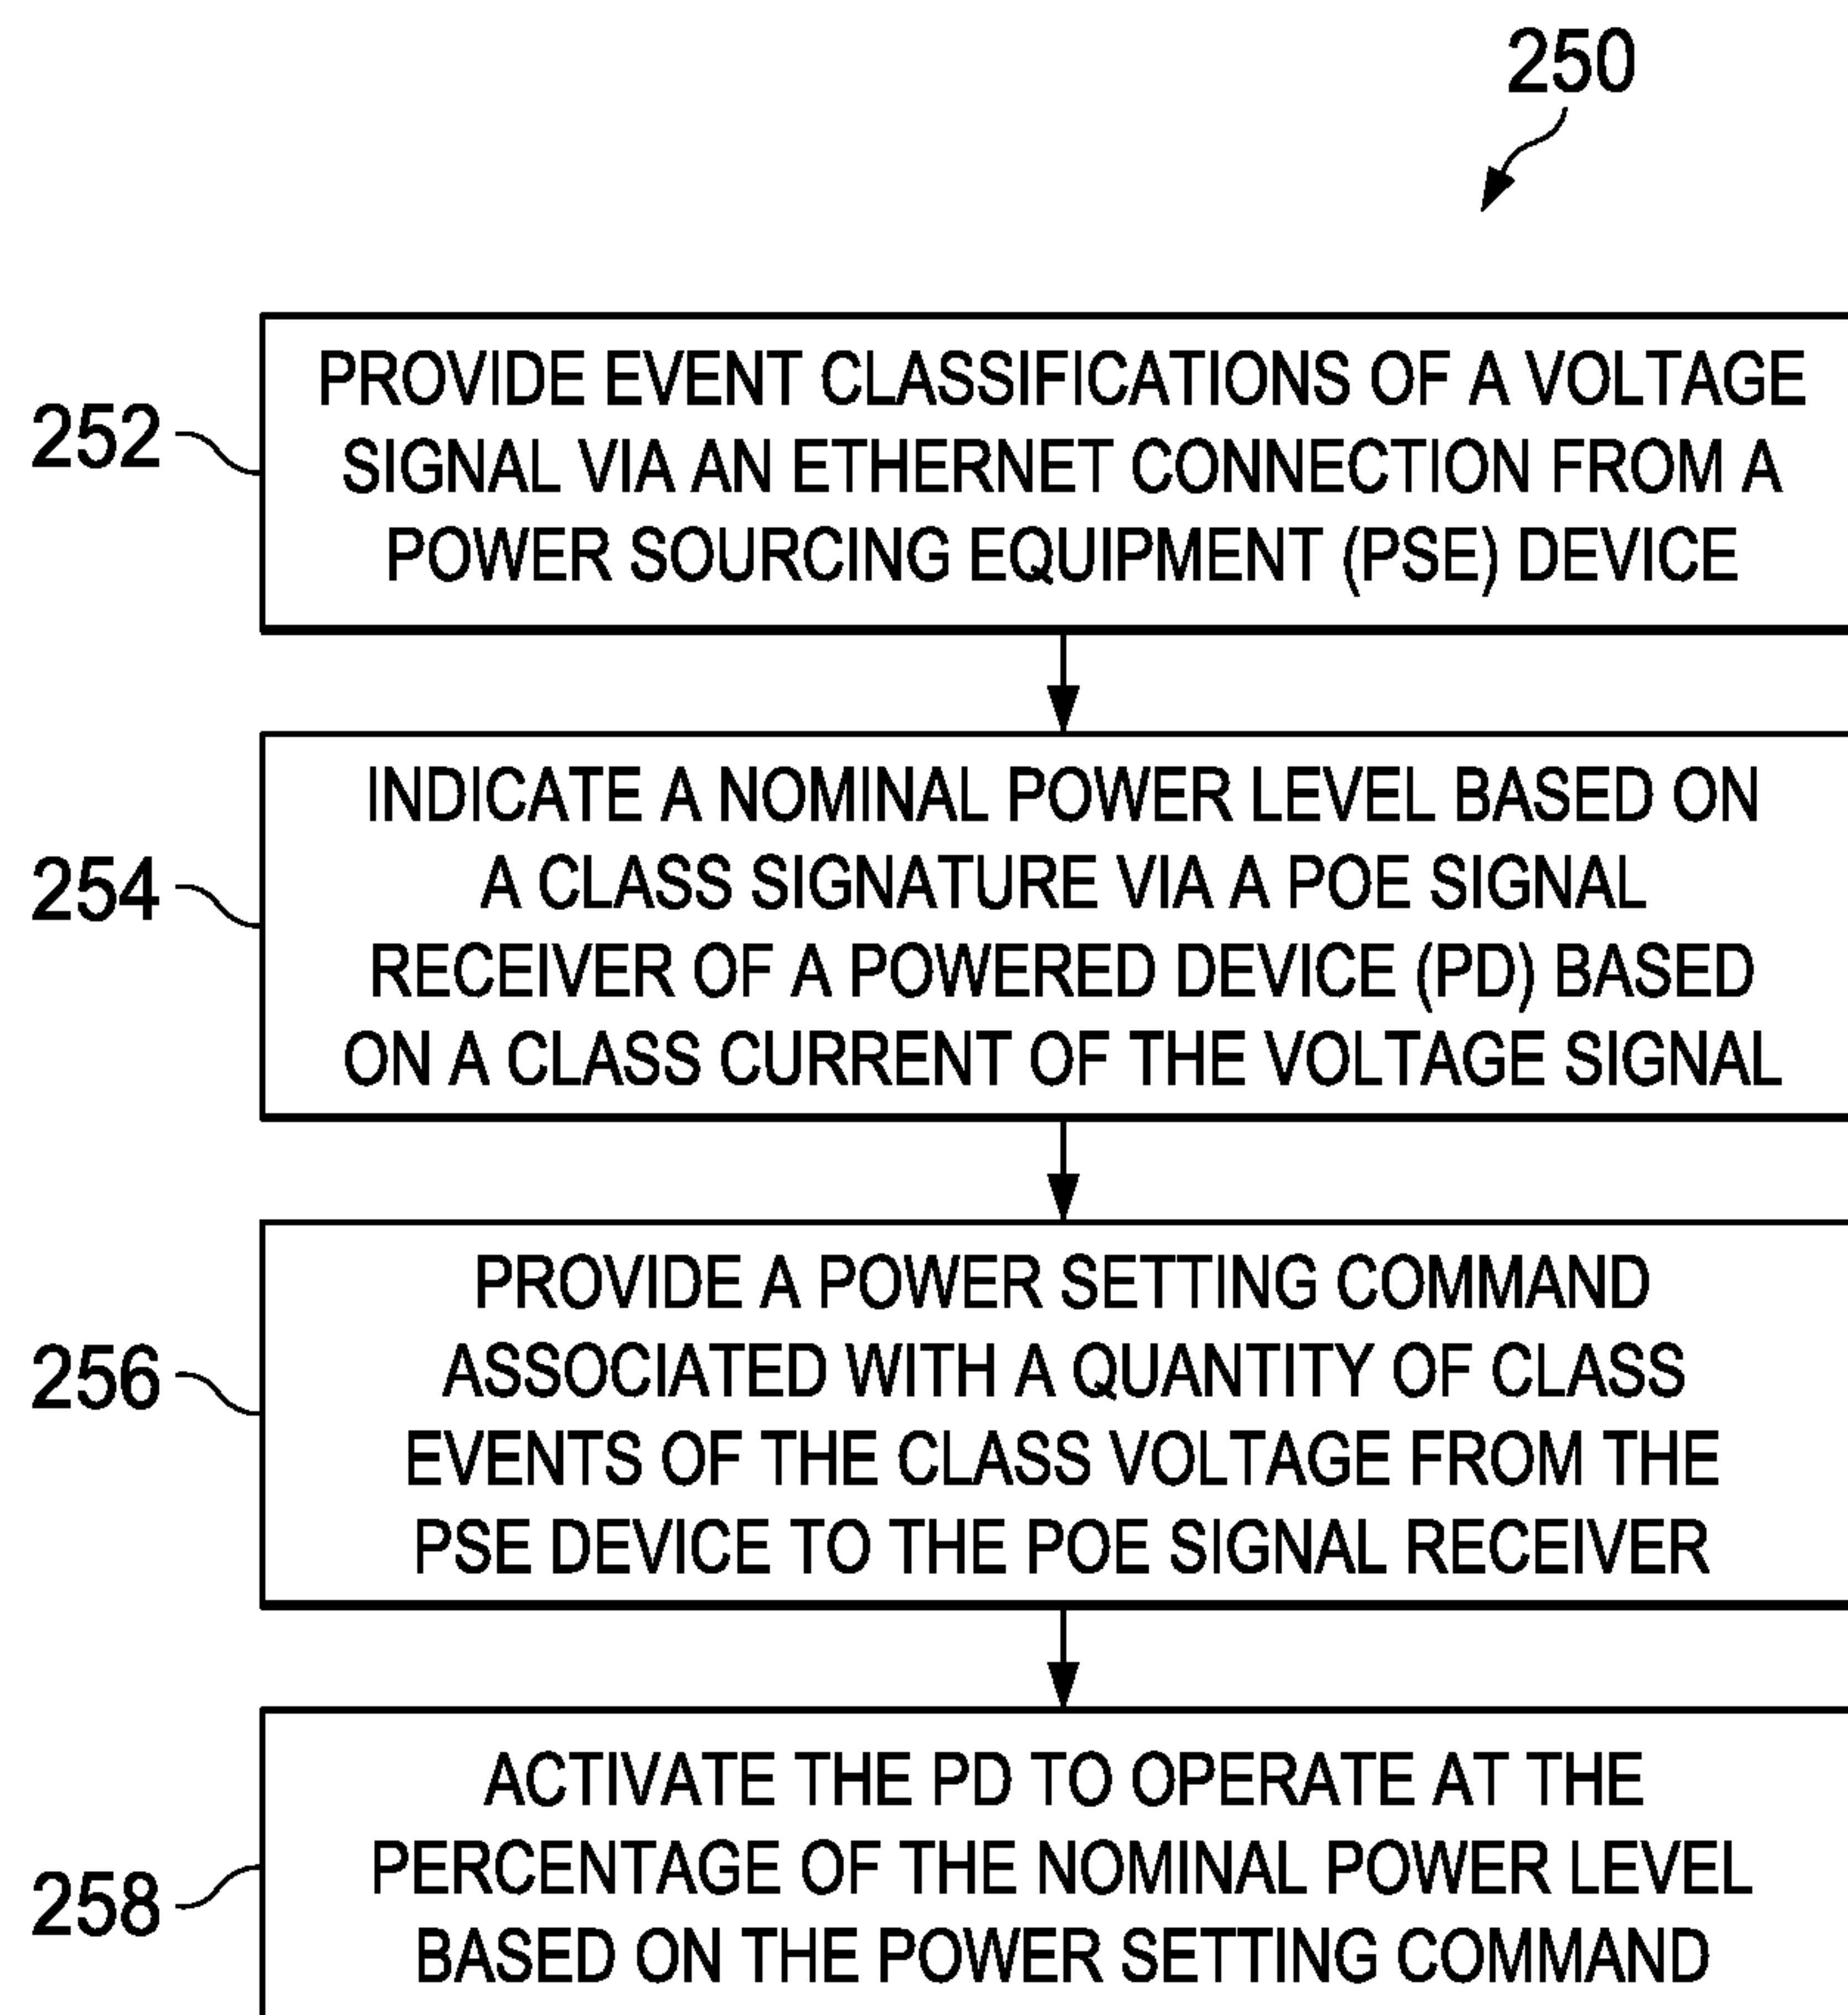 250
252
PROVIDE EVENT CLASSIFICATIONS OF A VOLTAGE
SIGNAL VIA AN ETHERNET CONNECTION FROM A
POWER SOURCING EQUIPMENT (PSE) DEVICE
254
INDICATE A NOMINAL POWER LEVEL BASED ON
A CLASS SIGNATURE VIA A POE SIGNAL
RECEIVER OF A POWERED DEVICE (PD) BASED
ON A CLASS CURRENT OF THE VOLTAGE SIGNAL
256
PROVIDE A POWER SETTING COMMAND
ASSOCIATED WITH A QUANTITY OF CLASS
EVENTS OF THE CLASS VOLTAGE FROM THE
PSE DEVICE TO THE POE SIGNAL RECEIVER
258
ACTIVATE THE PD TO OPERATE AT THE
PERCENTAGE OF THE NOMINAL POWER LEVEL
BASED ON THE POWER SETTING COMMAND